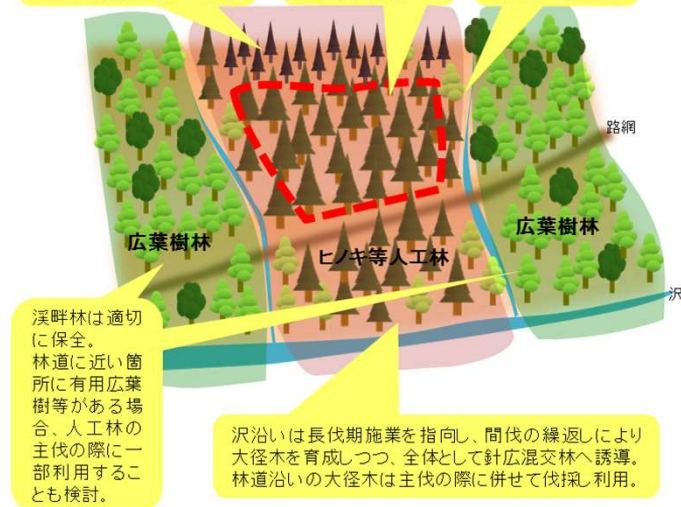 路網
広葉樹林
ヒノキ等人工林
広葉樹林
沢
渓畔林は適切
に保全。
林道に近い箇
所に有用広葉
樹等がある場
合、人工林の
主伐の際に一
部利用するこ
とも検討。
沢沿いは長伐期施業を指向し、間伐の繰返しにより
大径木を育成しつつ、全体として針広混交林へ誘導。
林道沿いの大径木は主伐の際に併せて伐採し利用。